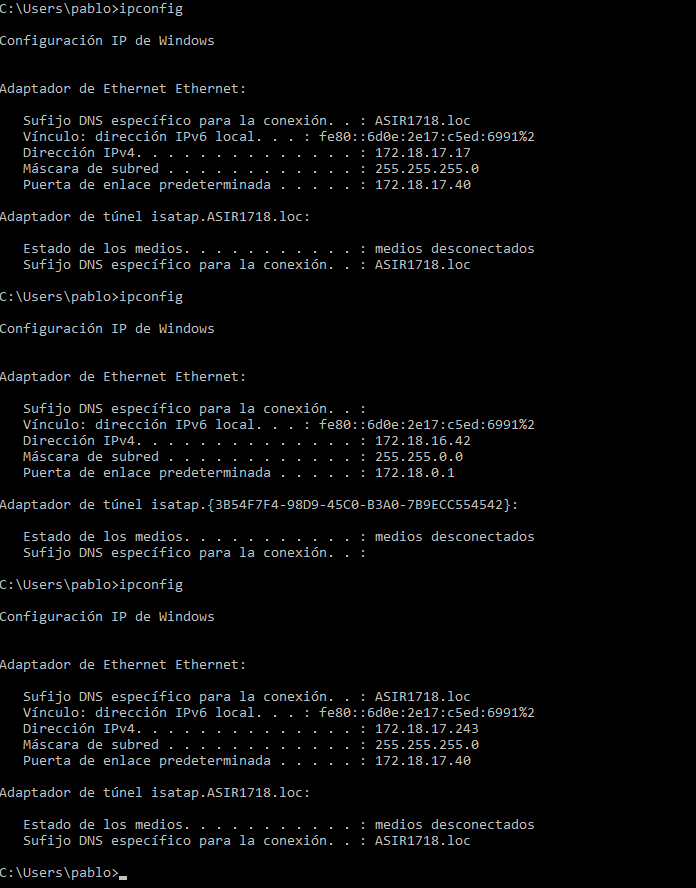 C:\Users\pablo>ipconfig
Configuración IP de Windows
Adaptador de Ethernet Ethernet:
Sufijo DNS específico para la conexión. . : ASIR1718.loc
Vínculo: dirección IPv6 local. . . : fe80::6d0e:2e17:c5ed:6991%2
Dirección IPv4. . . . . . . . . . . . . . : 172.18.17.17
Máscara de subred . . . . . . . . . . . . : 255.255.255.0
Puerta de enlace predeterminada . . . . . : 172.18.17.40
Adaptador de túnel isatap.ASIR1718.loc:
Estado de los medios. . . . . . . . . . . : medios desconectados
Sufijo DNS específico para la conexión. . : ASIR1718.loc
C:\Users\pablo>ipconfig
Configuración IP de Windows
Adaptador de Ethernet Ethernet:
Sufijo DNS específico para la conexión. . :
Vínculo: dirección IPv6 local. . . : fe80::6d0e:2e17:c5ed:6991%2
Dirección IPv4. . . . . . . . . . . . . . : 172.18.16.42
Máscara de subred . . . . . . . . . . . . : 255.255.0.0
Puerta de enlace predeterminada . . . . . : 172.18.0.1
Adaptador de túnel isatap.{3B54F7F4-98D9-45C0-B3A0-7B9ECC554542}:
Estado de los medios. . . . . . . . . . . : medios desconectados
Sufijo DNS específico para la conexión. . :
C:\Users\pablo>ipconfig
Configuración IP de Windows
Adaptador de Ethernet Ethernet:
Sufijo DNS específico para la conexión. . : ASIR1718.loc
Vínculo: dirección IPv6 local. . . : fe80::6d0e:2e17:c5ed:6991%2
Dirección IPv4. . . . . . . . . . . . . . : 172.18.17.243
Máscara de subred . . . . . . . . . . . . : 255.255.255.0
Puerta de enlace predeterminada . . . . . : 172.18.17.40
Adaptador de túnel isatap.ASIR1718.loc:
Estado de los medios. . . . . . . . . . . : medios desconectados
Sufijo DNS específico para la conexión. . : ASIR1718.loc
C:\Users\pablo>_